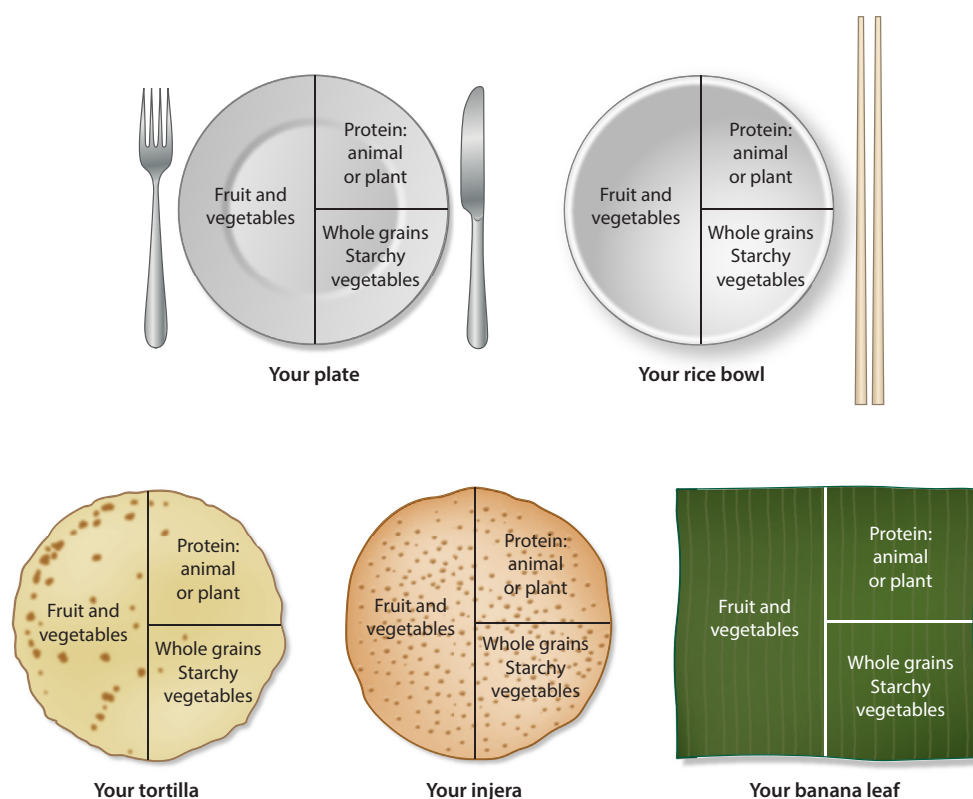 Fruit and
vegetables
Protein:
animal
or plant
Whole grains
Starchy
vegetables
Your plate
Fruit and
vegetables
Protein:
animal
or plant
Whole grains
Starchy
vegetables
Your rice bowl
Fruit and
vegetables
Protein:
animal
or plant
Whole grains
Starchy
vegetables
Your tortilla
Fruit and
vegetables
Protein:
animal
or plant
Whole grains
Starchy
vegetables
Your injera
Fruit and
vegetables
Protein:
animal
or plant
Whole grains
Starchy
vegetables
Your banana leaf